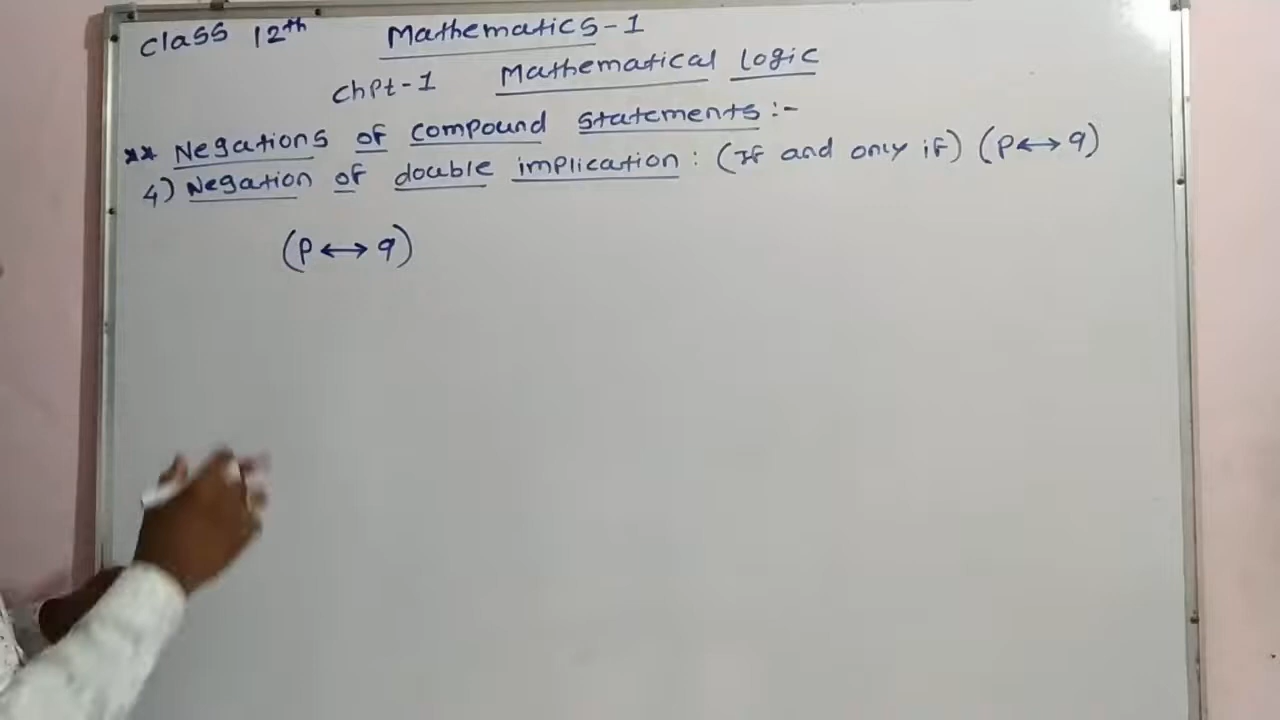 Class 12th Mathematics-1
Chpt-1 Mathematical Logic
** Negations of compound statements :-
4) Negation of double implication : (If and only if) (p↔q)
(p↔q)